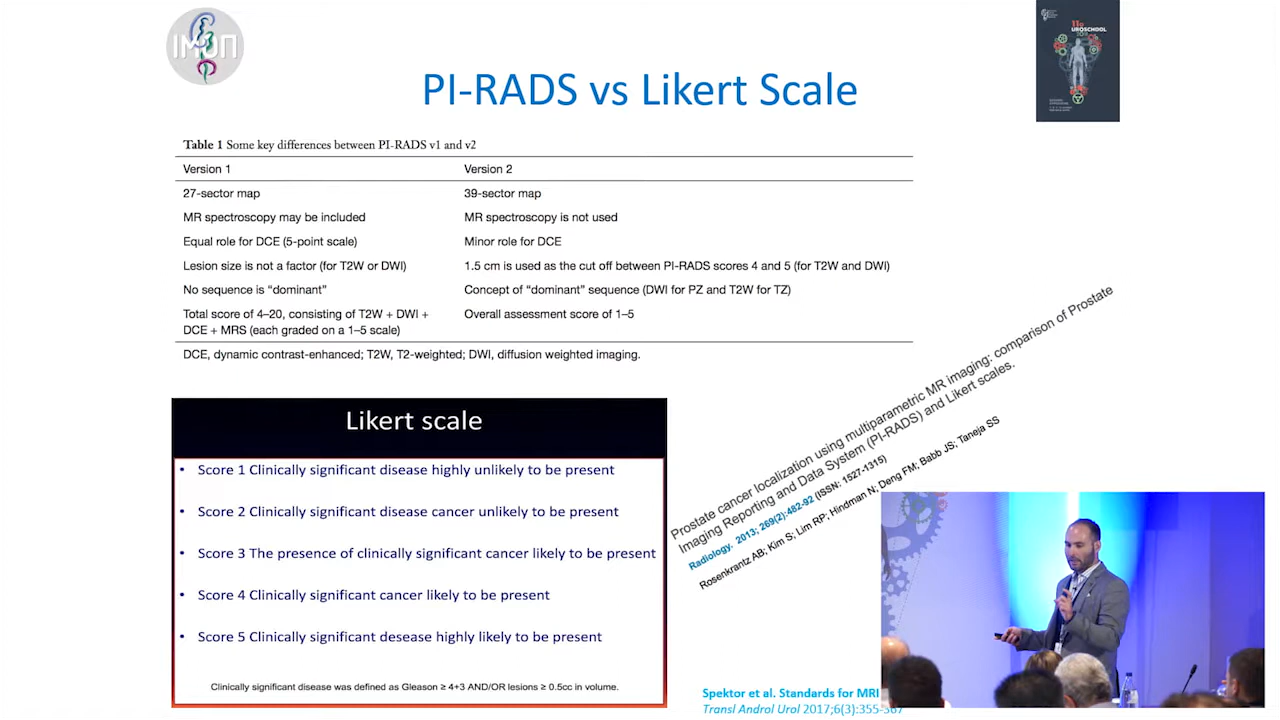 IMOP
PI-RADS vs Likert Scale
11o
UROSCHOOL
Table 1 Some key differences between PI-RADS v1 and v2
Version 1 Version 2
27-sector map 39-sector map
MR spectroscopy may be included MR spectroscopy is not used
Equal role for DCE (5-point scale) Minor role for DCE
Lesion size is not a factor (for T2W or DWI) 1.5 cm is used as the cut off between PI-RADS scores 4 and 5 (for T2W and DWI)
No sequence is “dominant” Concept of “dominant” sequence (DWI for PZ and T2W for TZ)
Total score of 4–20, consisting of T2W + DWI + Overall assessment score of 1–5
DCE + MRS (each graded on a 1–5 scale)
DCE, dynamic contrast-enhanced; T2W, T2-weighted; DWI, diffusion weighted imaging.
Likert scale
• Score 1 Clinically significant disease highly unlikely to be present
• Score 2 Clinically significant disease cancer unlikely to be present
• Score 3 The presence of clinically significant cancer likely to be present
• Score 4 Clinically significant cancer likely to be present
• Score 5 Clinically significant desease highly likely to be present
Clinically significant disease was defined as Gleason ≥ 4+3 AND/OR lesions ≥ 0.5cc in volume.
Prostate cancer localization using multiparametric MR imaging: comparison of Prostate
Imaging Reporting and Data System (PI-RADS) and Likert scales.
Radiology. 2013; 269(2):482-92 (ISSN: 1527-1315)
Rosenkrantz AB; Kim S; Lim RP; Hindman N; Deng FM; Babb JS; Taneja SS
Spektor et al. Standards for MRI
Transl Androl Urol 2017;6(3):355-367